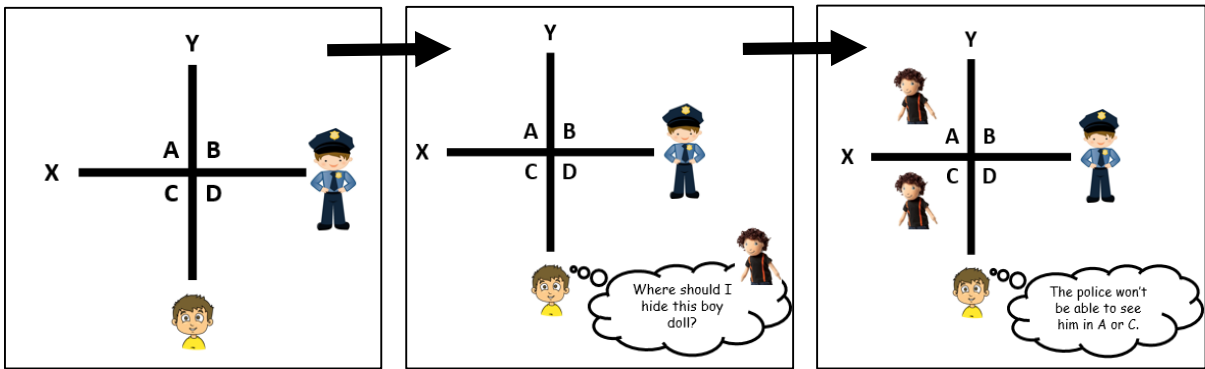 Y
A B
X
C D
Y
A B
X
C D
Where should I
hide this boy
doll?
Y
A B
X
C D
The police won't
be able to see
him in A or C.